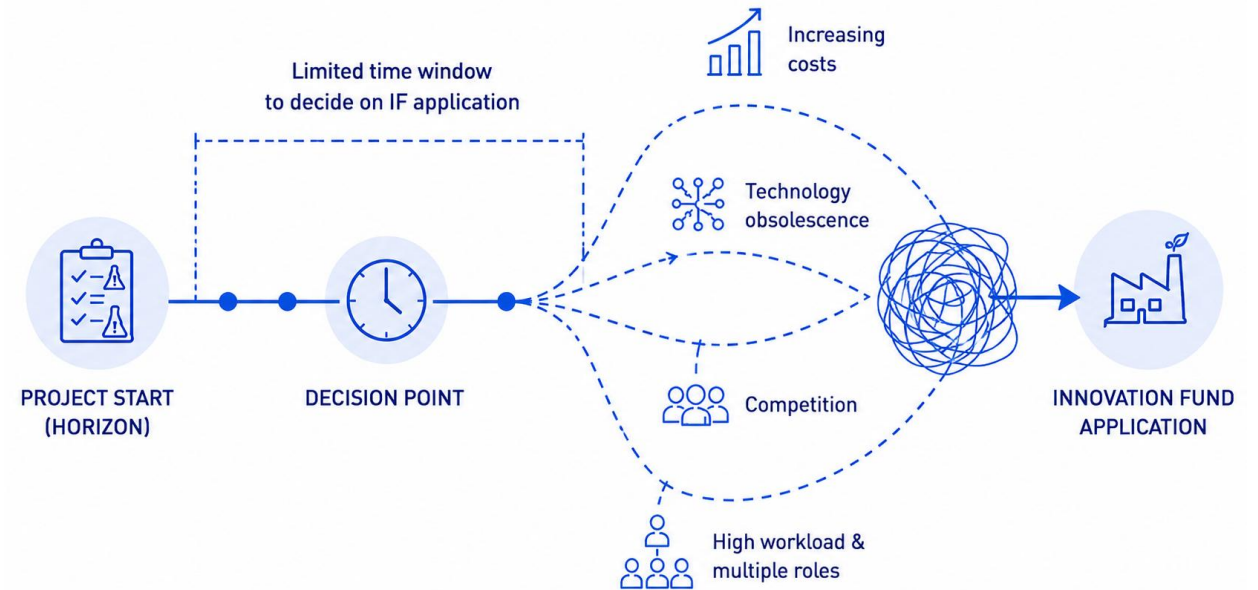 Increasing
costs
Limited time window
to decide on IF application
Technology
obsolescence
PROJECT START
(HORIZON)
DECISION POINT
Competition
INNOVATION FUND
APPLICATION
High workload &
multiple roles